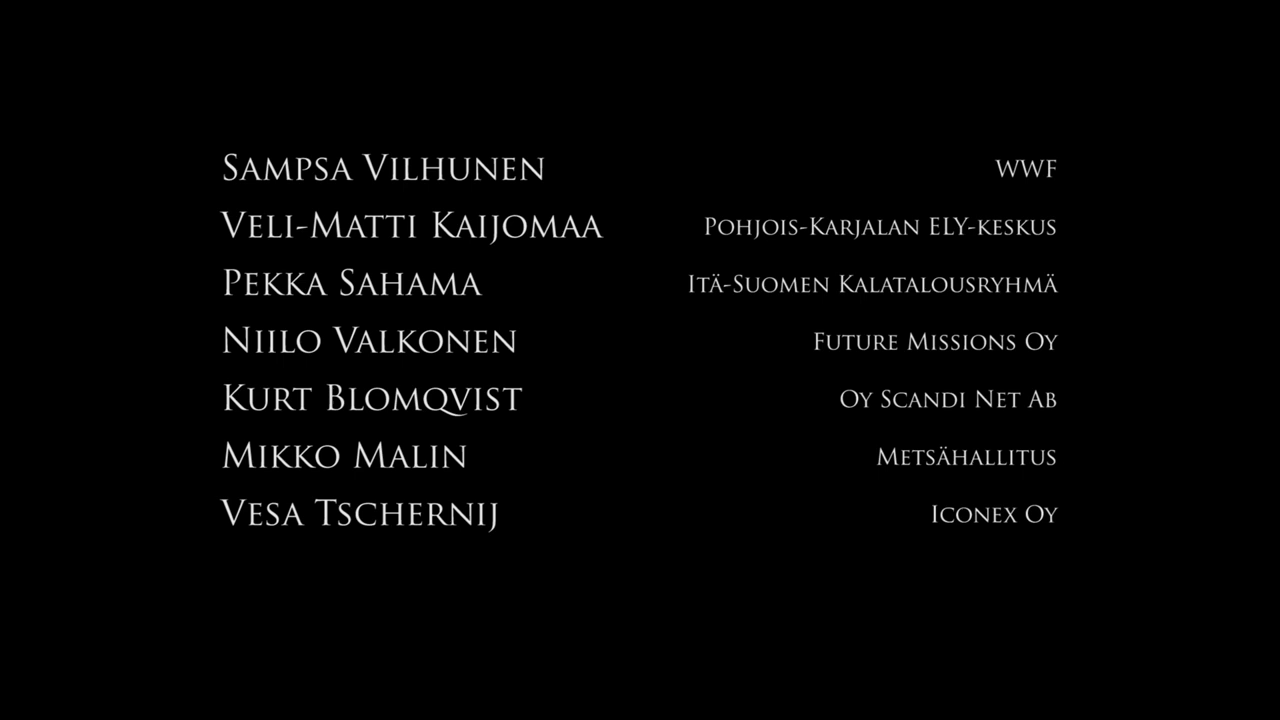 Sampsa Vilhunen WWF
Veli-Matti Kaijomaa Pohjois-Karjalan ELY-keskus
Pekka Sahama Itä-Suomen Kalatalousryhmä
Niilo Valkonen Future Missions Oy
Kurt Blomqvist Oy Scandi Net Ab
Mikko Malin Metsähallitus
Vesa Tschernij Iconex Oy